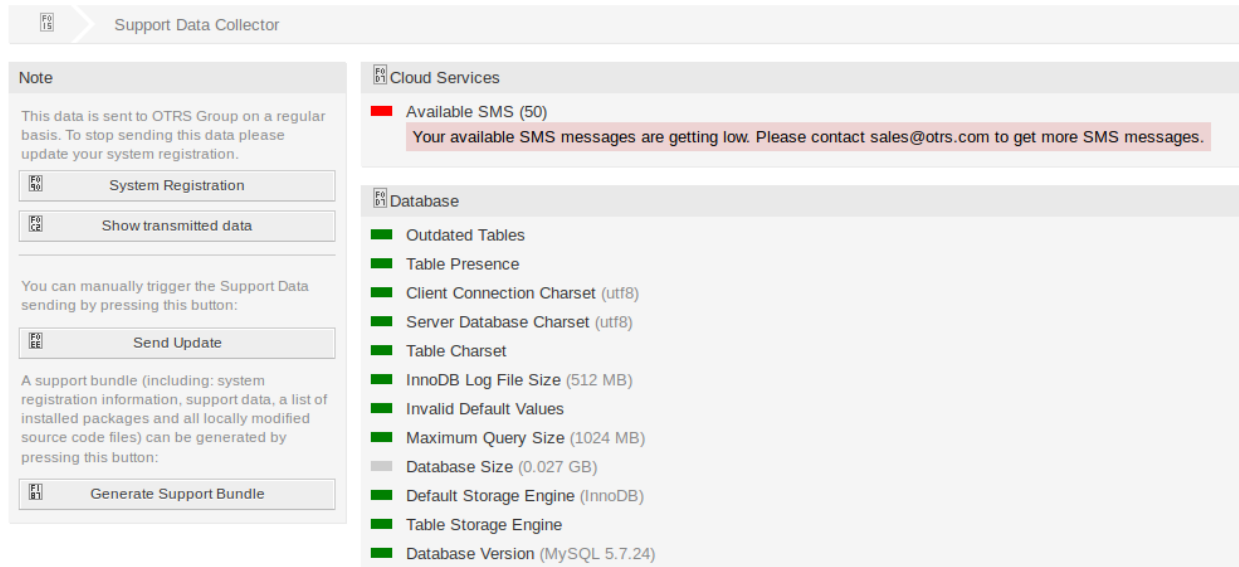 Support Data Collector
Note
This data is sent to OTRS Group on a regular
basis. To stop sending this data please
update your system registration.
System Registration
Show transmitted data
You can manually trigger the Support Data
sending by pressing this button:
Send Update
A support bundle (including: system
registration information, support data, a list of
installed packages and all locally modified
source code files) can be generated by
pressing this button:
Generate Support Bundle
Cloud Services
Available SMS (50)
Your available SMS messages are getting low. Please contact sales@otrs.com to get more SMS messages.
Database
Outdated Tables
Table Presence
Client Connection Charset (utf8)
Server Database Charset (utf8)
Table Charset
InnoDB Log File Size (512 MB)
Invalid Default Values
Maximum Query Size (1024 MB)
Database Size (0.027 GB)
Default Storage Engine (InnoDB)
Table Storage Engine
Database Version (MySQL 5.7.24)